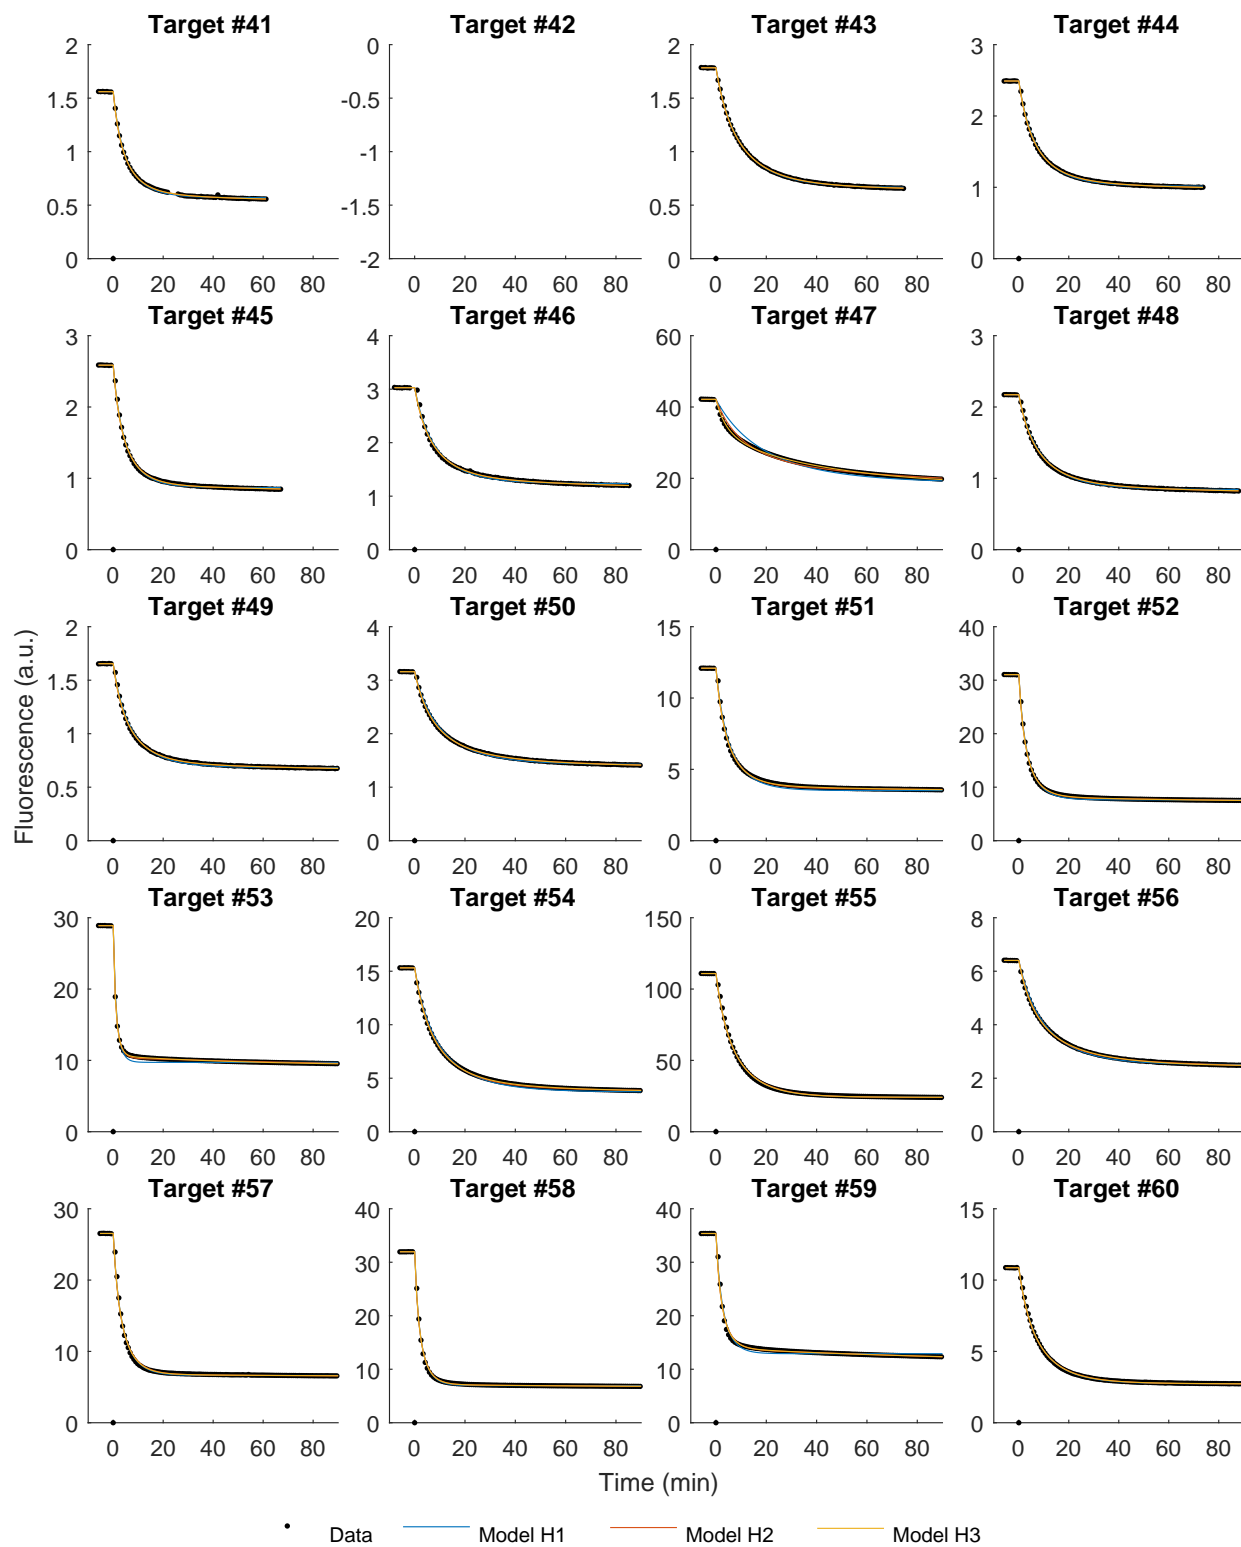 Target #41 Target #42 Target #43 Target #44
2 0 2 3
1.5 -0.5 1.5 2
1 -1 1 1
0.5 -1.5 0.5
0 -2 0 0
0 20 40 60 80 0 20 40 60 80 0 20 40 60 80 0 20 40 60 80
Target #45 Target #46 Target #47 Target #48
3 4 60 3
2 3 40 2
1 2 20 1
1
0 0 0 0
0 20 40 60 80 0 20 40 60 80 0 20 40 60 80 0 20 40 60 80
Target #49 Target #50 Target #51 Target #52
2 4 15 40
1.5 3 10 30
1 2 5 20
0.5 1 10
0 0 0 0
0 20 40 60 80 0 20 40 60 80 0 20 40 60 80 0 20 40 60 80
Fluorescence (a.u.)
Target #53 Target #54 Target #55 Target #56
30 20 150 8
20 15 100 6
10 10 50 4
5 2
0 0 0 0
0 20 40 60 80 0 20 40 60 80 0 20 40 60 80 0 20 40 60 80
Target #57 Target #58 Target #59 Target #60
30 40 40 15
20 30 30 10
10 20 20 5
10 10
0 0 0 0
0 20 40 60 80 0 20 40 60 80 0 20 40 60 80 0 20 40 60 80
Time (min)
Data Model H1 Model H2 Model H3